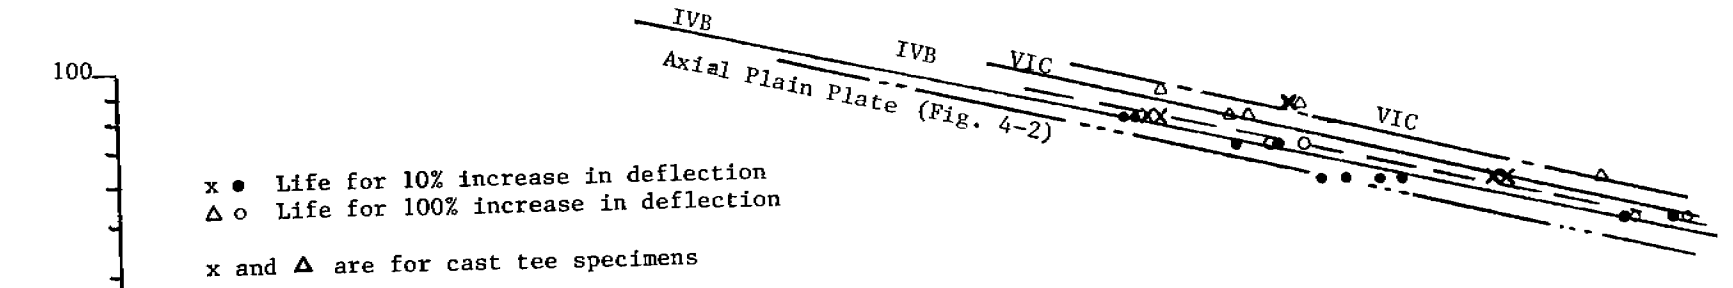 IVB
IVB
VIC
VIC
Axial Plain Plate (Fig. 4-2)
100
x ● Life for 10% increase in deflection
△ o Life for 100% increase in deflection
x and △ are for cast tee specimens